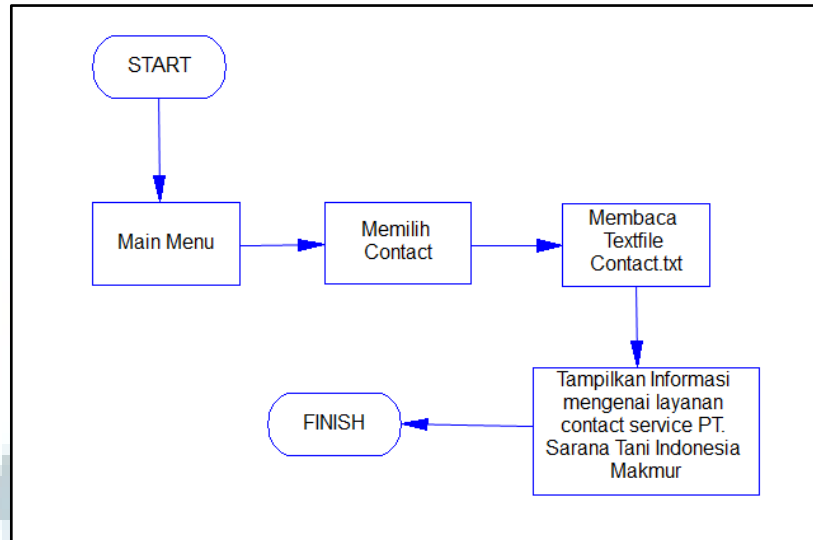 START
Main Menu
Memilih
Contact
Membaca
Textfile
Contact.txt
Tampilkan Informasi
mengenai layanan
contact service PT.
Sarana Tani Indonesia
Makmur
FINISH